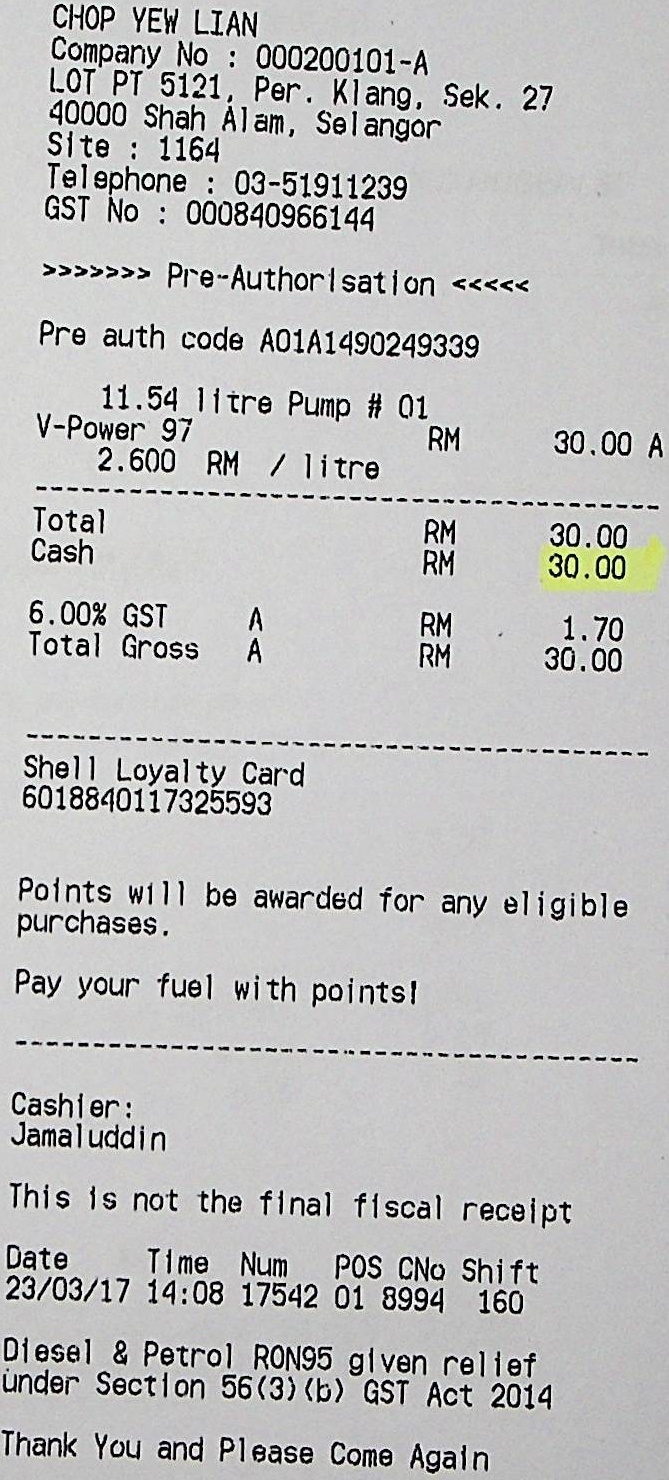 CHOP YEW LIAN
Company No : 000200101-A
LOT PT 5121, Per. Klang, Sek. 27
40000 Shah Alam, Selangor
Site : 1164
Telephone : 03-51911239
GST No : 000840966144
>>>>>>> Pre-Authorisation <<<<<
Pre auth code A01A1490249339
11.54 litre Pump # 01
V-Power 97 RM 30.00 A
2.600 RM / litre
Total RM 30.00
Cash RM 30.00
6.00% GST A RM 1.70
Total Gross A RM 30.00
Shell Loyalty Card
6018840117325593
Points will be awarded for any eligible
purchases.
Pay your fuel with points!
Cashier:
Jamaluddin
This is not the final fiscal receipt
Date Time Num POS CNo Shift
23/03/17 14:08 17542 01 8994 160
Diesel & Petrol RON95 given relief
under Section 56(3)(b) GST Act 2014
Thank You and Please Come Again